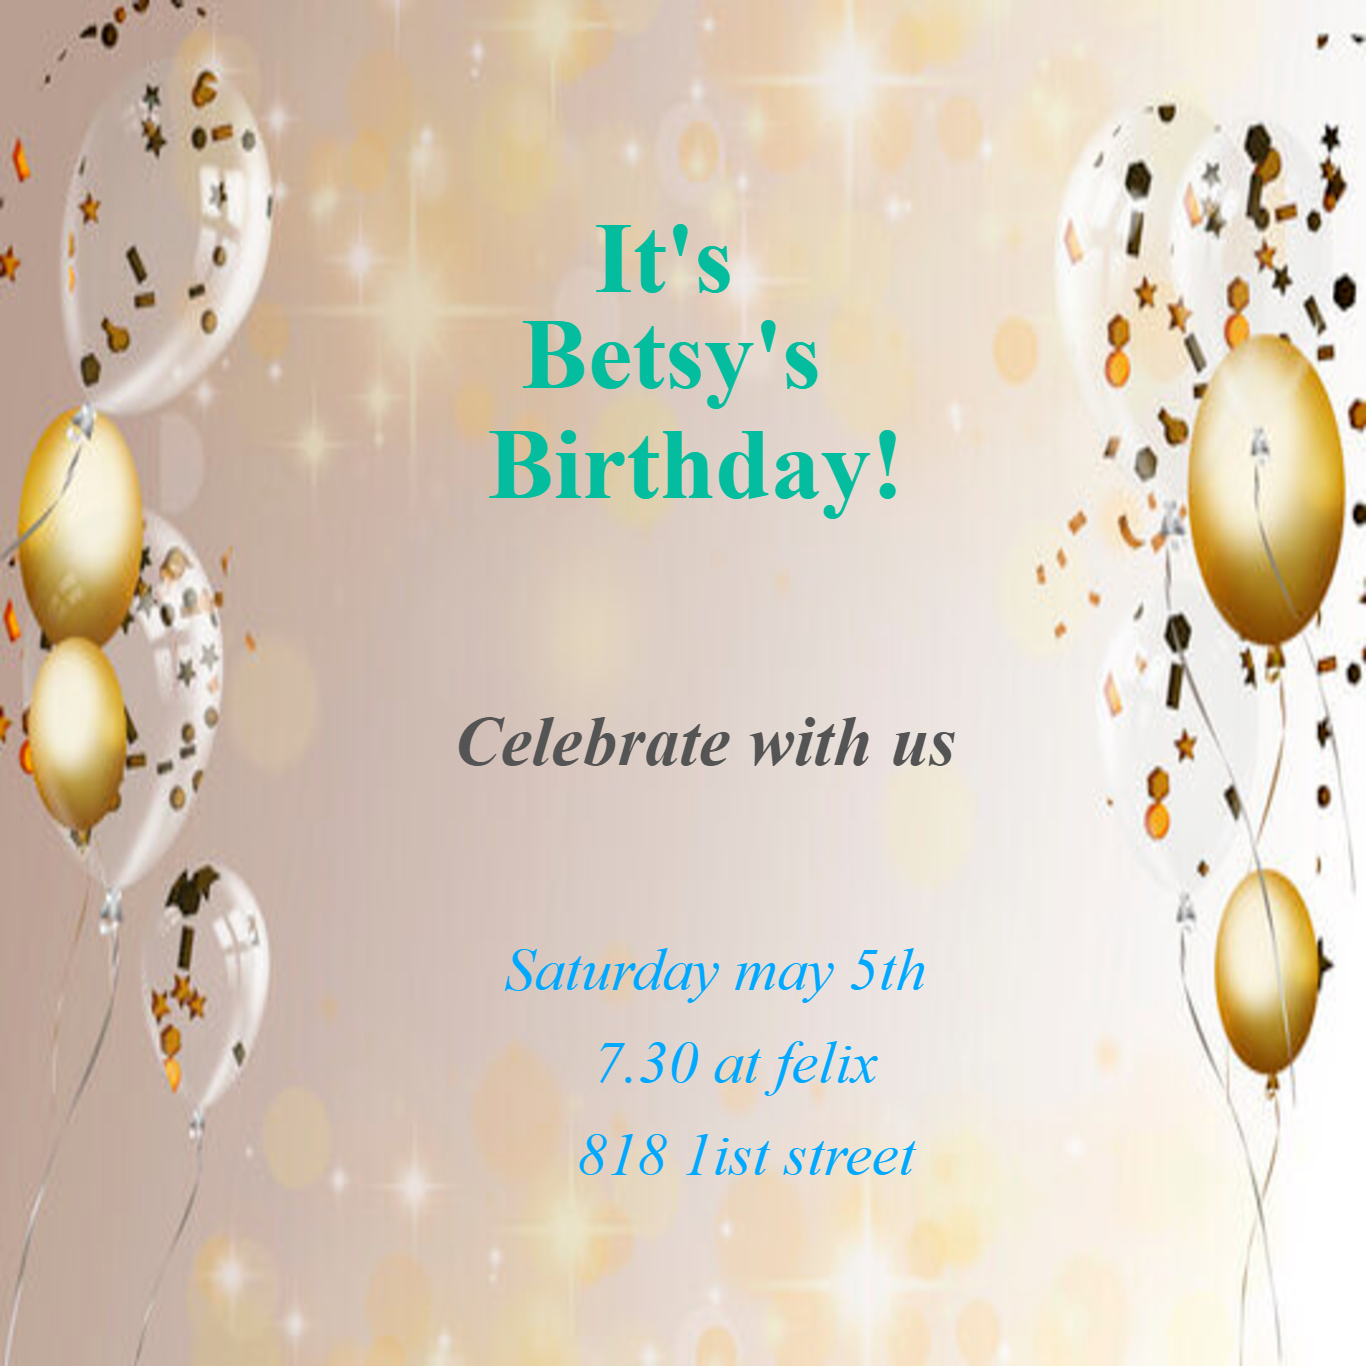 It's
Betsy's
Birthday!
Celebrate with us
Saturday may 5th
7.30 at felix
818 1ist street